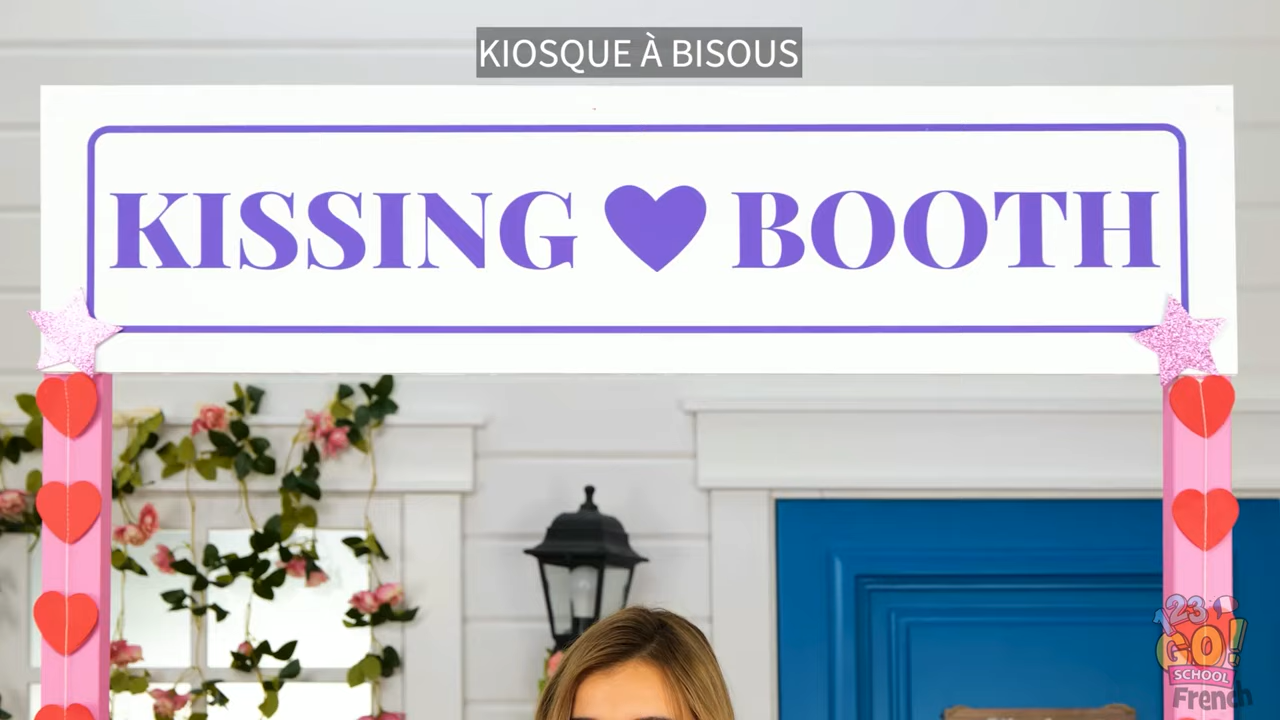 KIOSQUE À BISOUS
KISSING BOOTH
123
GO!
SCHOOL
French